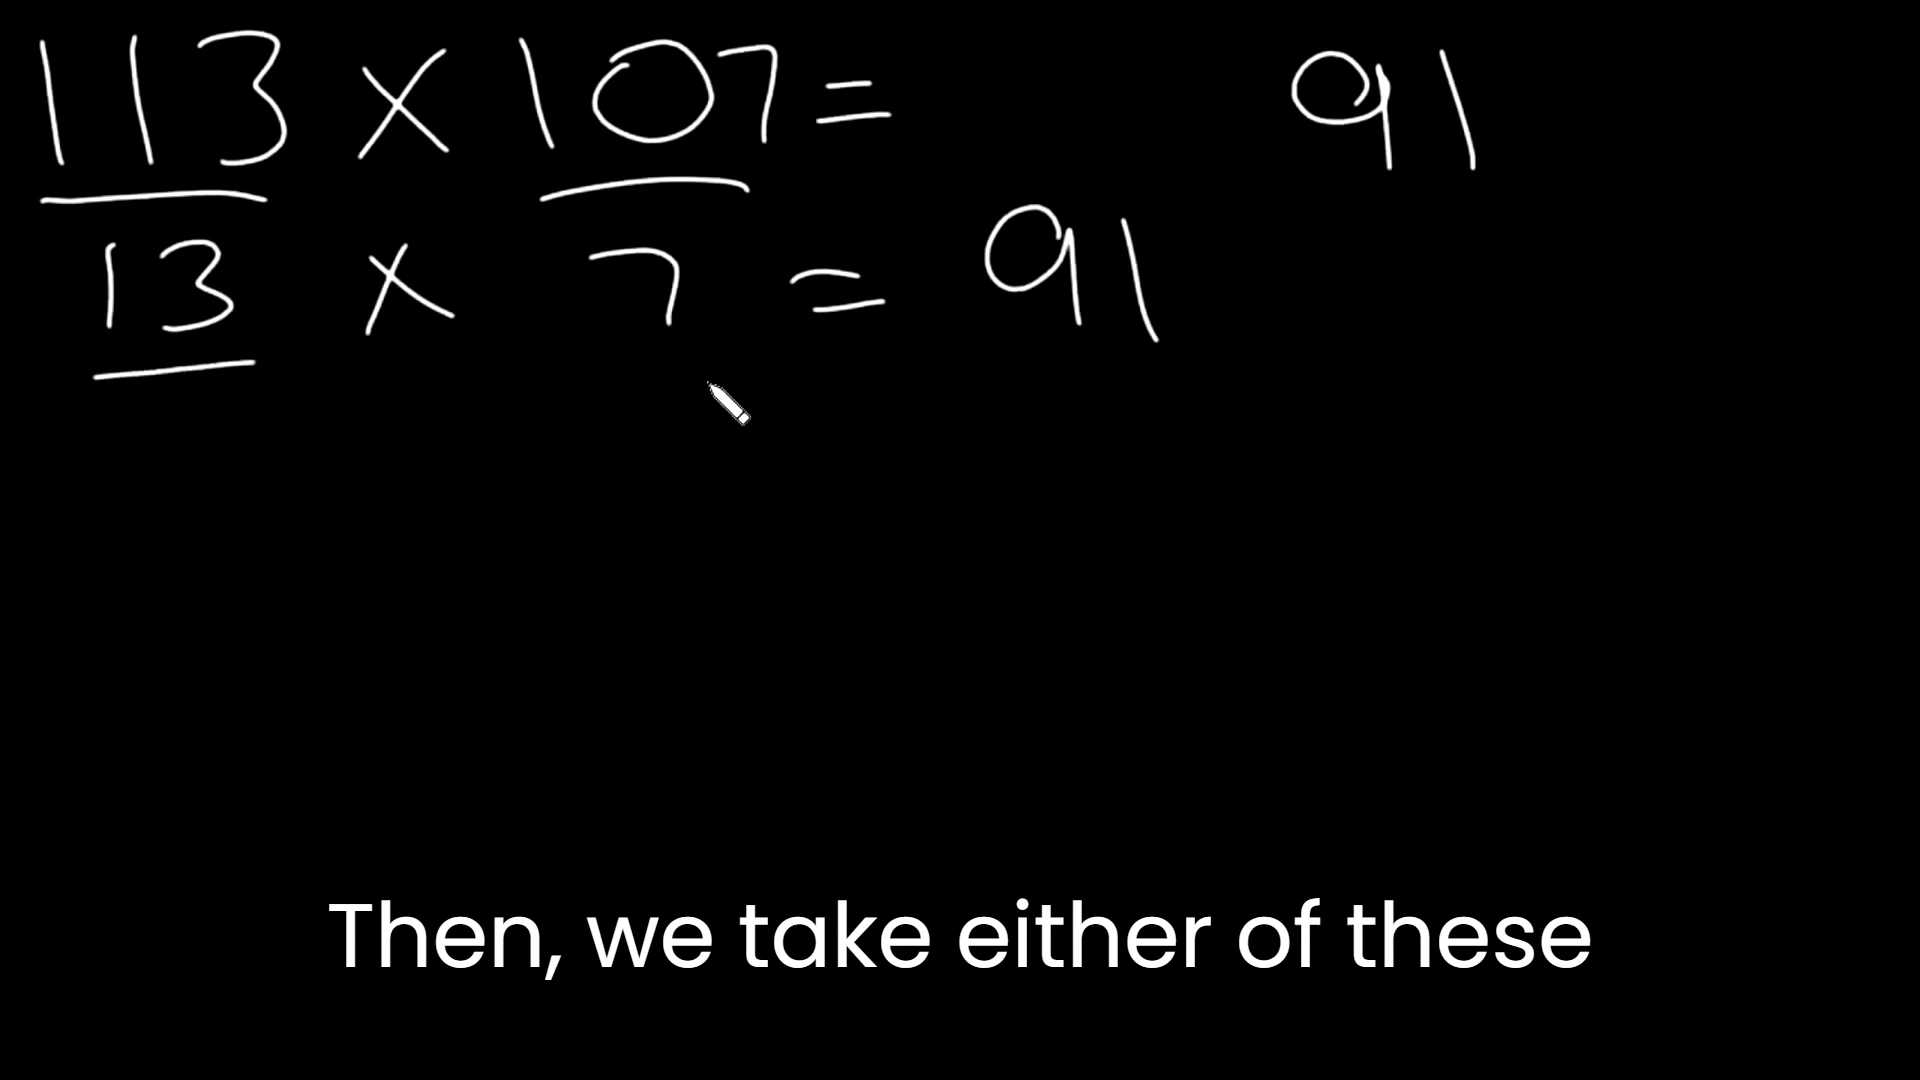 113 × 107 = 91
13 × 7 = 91
Then, we take either of these